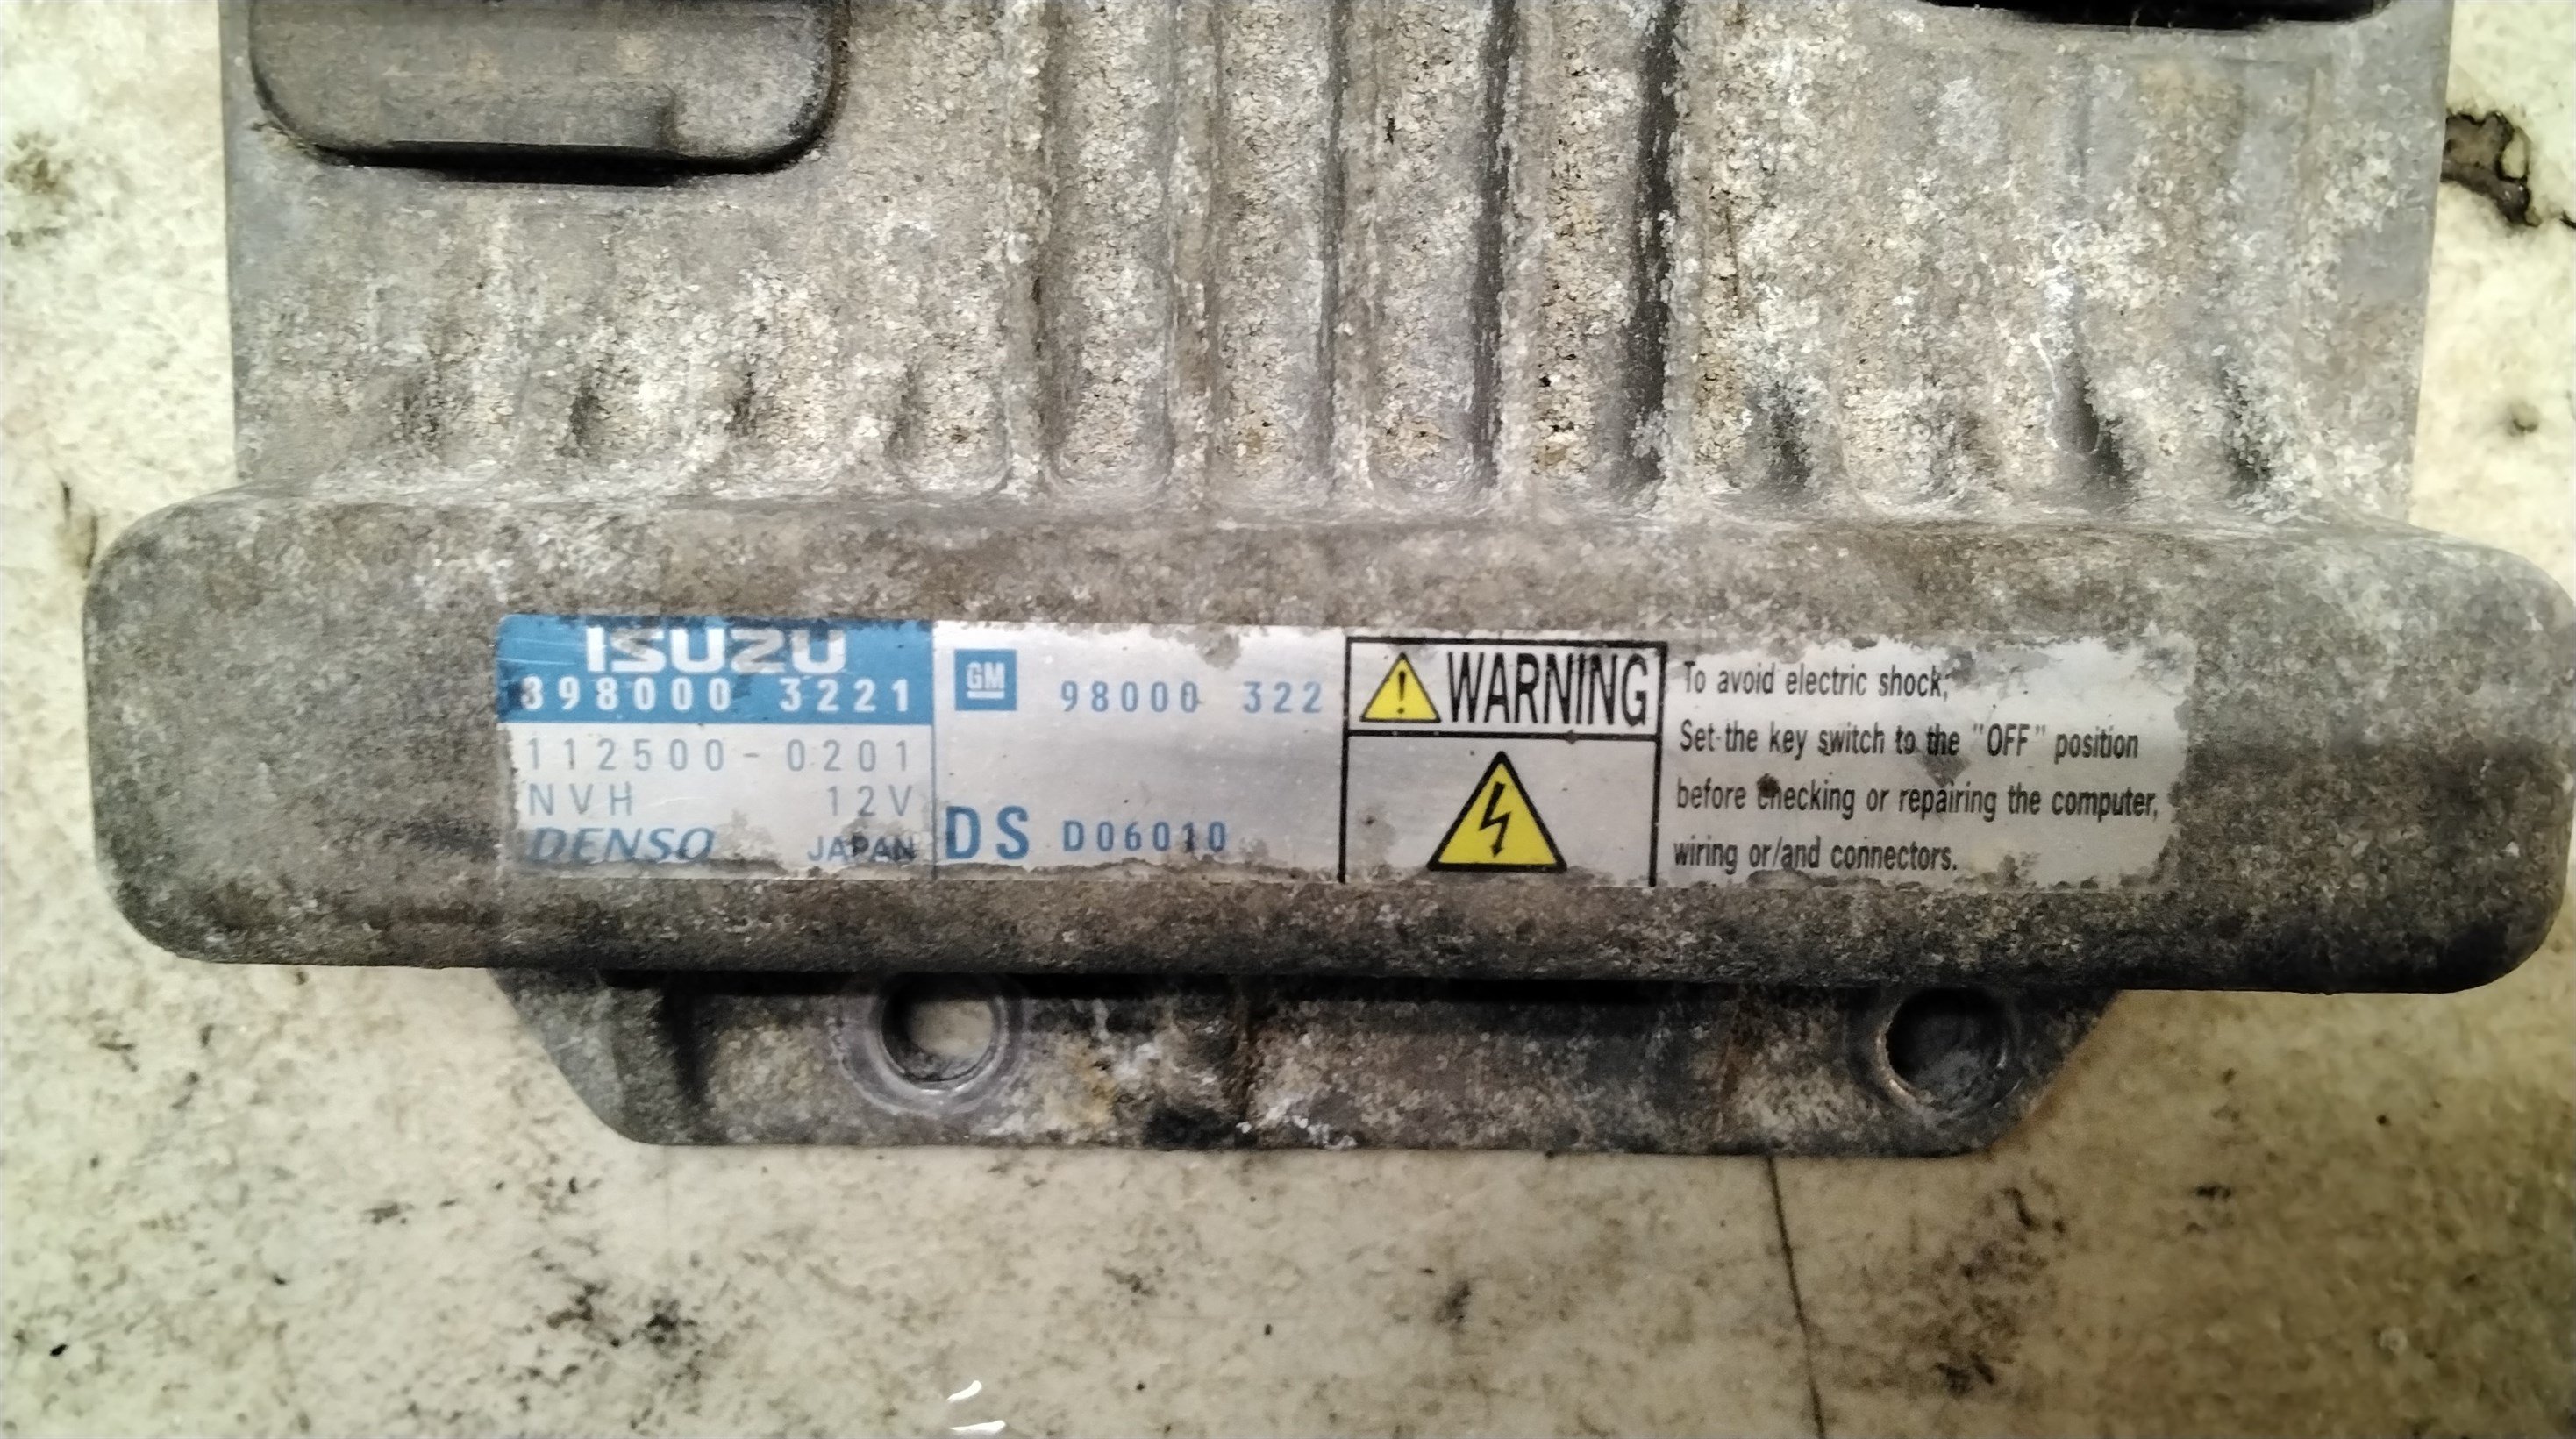 ISUZU
898000 3221
112500-0201
NVH 12V
DENSO JAPAN
GM 98000 322
DS D06010
WARNING
To avoid electric shock;
Set the key switch to the "OFF" position
before checking or repairing the computer,
wiring or/and connectors.